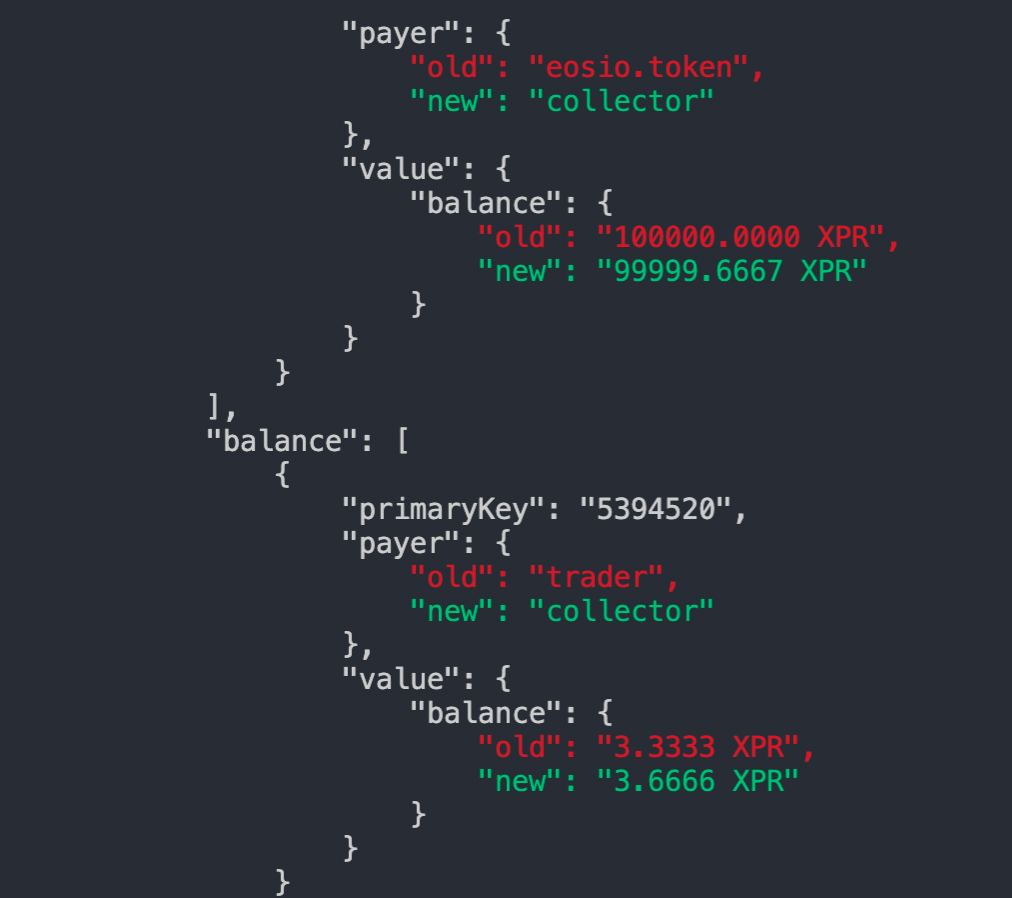 "payer": {
"old": "eosio.token",
"new": "collector"
},
"value": {
"balance": {
"old": "100000.0000 XPR",
"new": "99999.6667 XPR"
}
}
}
],
"balance": [
{
"primaryKey": "5394520",
"payer": {
"old": "trader",
"new": "collector"
},
"value": {
"balance": {
"old": "3.3333 XPR",
"new": "3.6666 XPR"
}
}
}